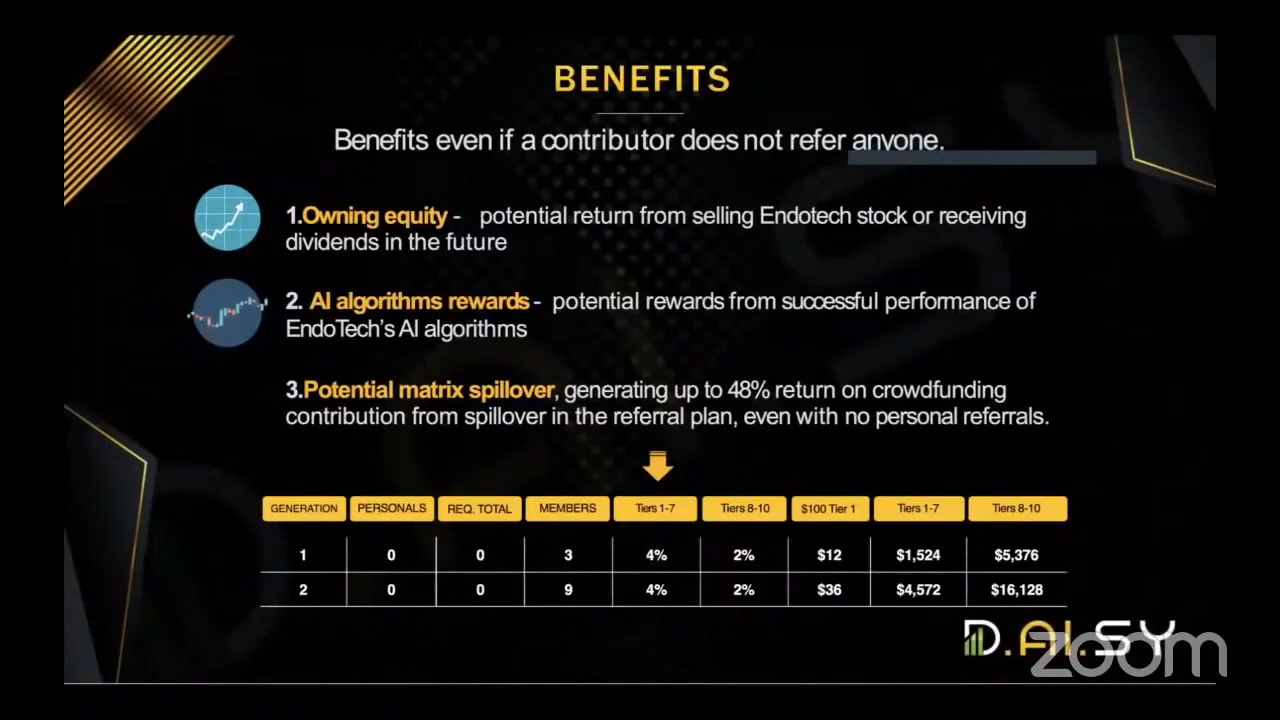 BENEFITS
Benefits even if a contributor does not refer anyone.
1.Owning equity - potential return from selling Endotech stock or receiving
dividends in the future
2. AI algorithms rewards - potential rewards from successful performance of
EndoTech's AI algorithms
3.Potential matrix spillover, generating up to 48% return on crowdfunding
contribution from spillover in the referral plan, even with no personal referrals.
GENERATION PERSONALS REQ. TOTAL MEMBERS Tiers 1-7 Tiers 8-10 $100 Tier 1 Tiers 1-7 Tiers 8-10
1 0 0 3 4% 2% $12 $1,524 $5,376
2 0 0 9 4% 2% $36 $4,572 $16,128
D.AI.SY
zoom